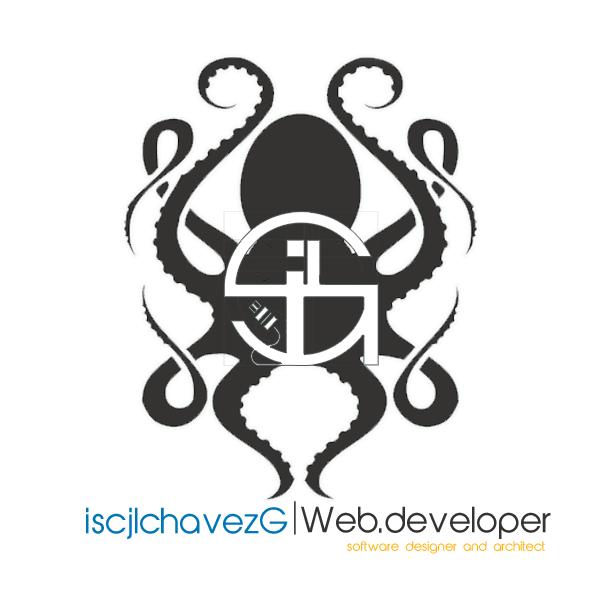 iscjlchavezG|Web.developer
software designer and architect